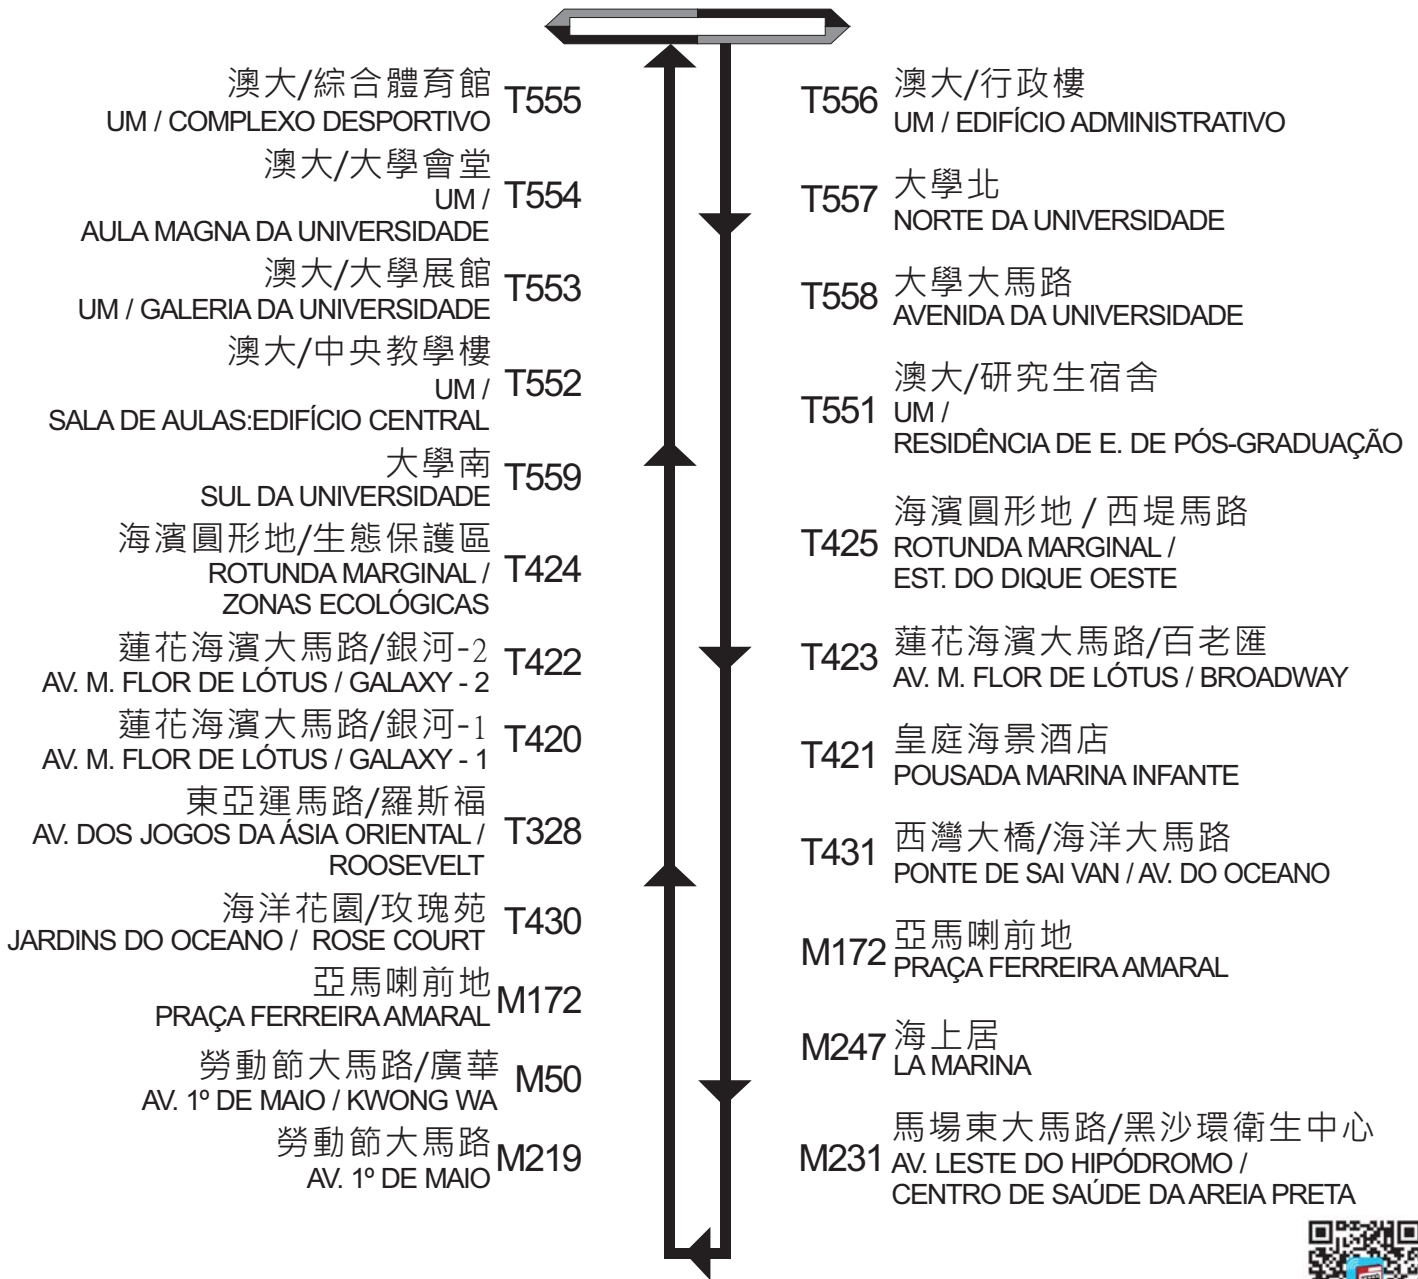 澳大/綜合體育館
UM / COMPLEXO DESPORTIVO
T555
澳大/大學會堂
UM /
AULA MAGNA DA UNIVERSIDADE
T554
澳大/大學展館
UM / GALERIA DA UNIVERSIDADE
T553
澳大/中央教學樓
UM /
SALA DE AULAS:EDIFÍCIO CENTRAL
T552
大學南
SUL DA UNIVERSIDADE
T559
海濱圓形地/生態保護區
ROTUNDA MARGINAL /
ZONAS ECOLÓGICAS
T424
蓮花海濱大馬路/銀河-2
AV. M. FLOR DE LÓTUS / GALAXY - 2
T422
蓮花海濱大馬路/銀河-1
AV. M. FLOR DE LÓTUS / GALAXY - 1
T420
東亞運馬路/羅斯福
AV. DOS JOGOS DA ÁSIA ORIENTAL /
ROOSEVELT
T328
海洋花園/玫瑰苑
JARDINS DO OCEANO / ROSE COURT
T430
亞馬喇前地
PRAÇA FERREIRA AMARAL
M172
勞動節大馬路/廣華
AV. 1º DE MAIO / KWONG WA
M50
勞動節大馬路
AV. 1º DE MAIO
M219
T556
澳大/行政樓
UM / EDIFÍCIO ADMINISTRATIVO
T557
大學北
NORTE DA UNIVERSIDADE
T558
大學大馬路
AVENIDA DA UNIVERSIDADE
T551
澳大/研究生宿舍
UM /
RESIDÊNCIA DE E. DE PÓS-GRADUAÇÃO
T425
海濱圓形地 / 西堤馬路
ROTUNDA MARGINAL /
EST. DO DIQUE OESTE
T423
蓮花海濱大馬路/百老匯
AV. M. FLOR DE LÓTUS / BROADWAY
T421
皇庭海景酒店
POUSADA MARINA INFANTE
T431
西灣大橋/海洋大馬路
PONTE DE SAI VAN / AV. DO OCEANO
M172
亞馬喇前地
PRAÇA FERREIRA AMARAL
M247
海上居
LA MARINA
M231
馬場東大馬路/黑沙環衛生中心
AV. LESTE DO HIPÓDROMO /
CENTRO DE SAÚDE DA AREIA PRETA